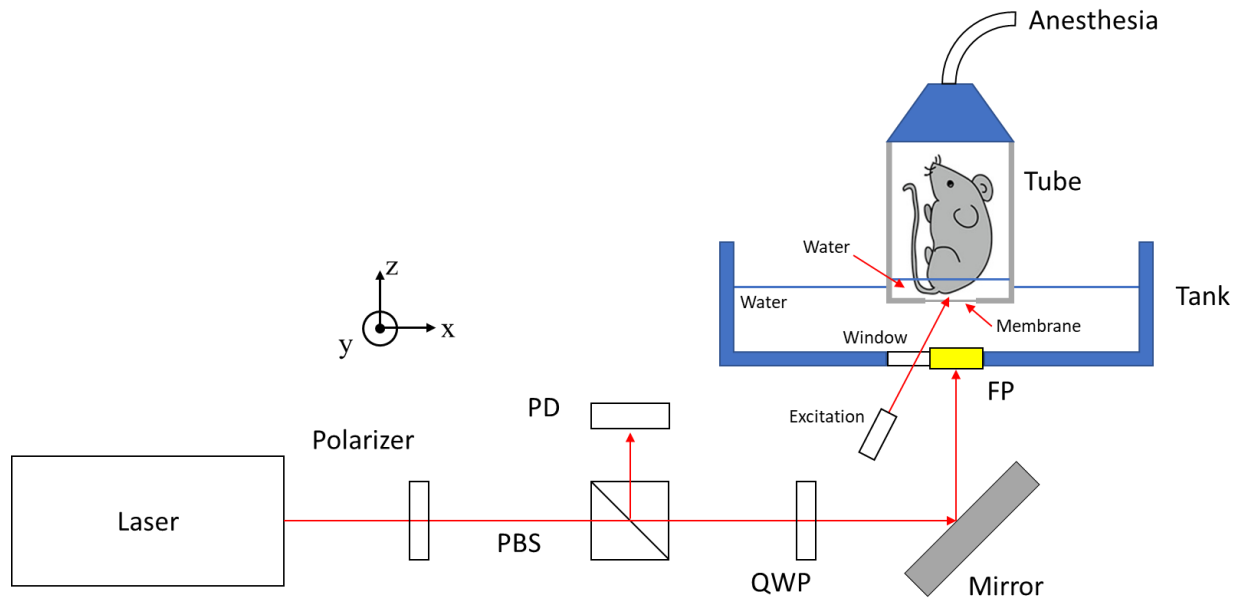 Anesthesia
Tube
Water
Water
Tank
Membrane
Window
FP
Excitation
z
x
y
PD
Polarizer
Laser
PBS
QWP
Mirror